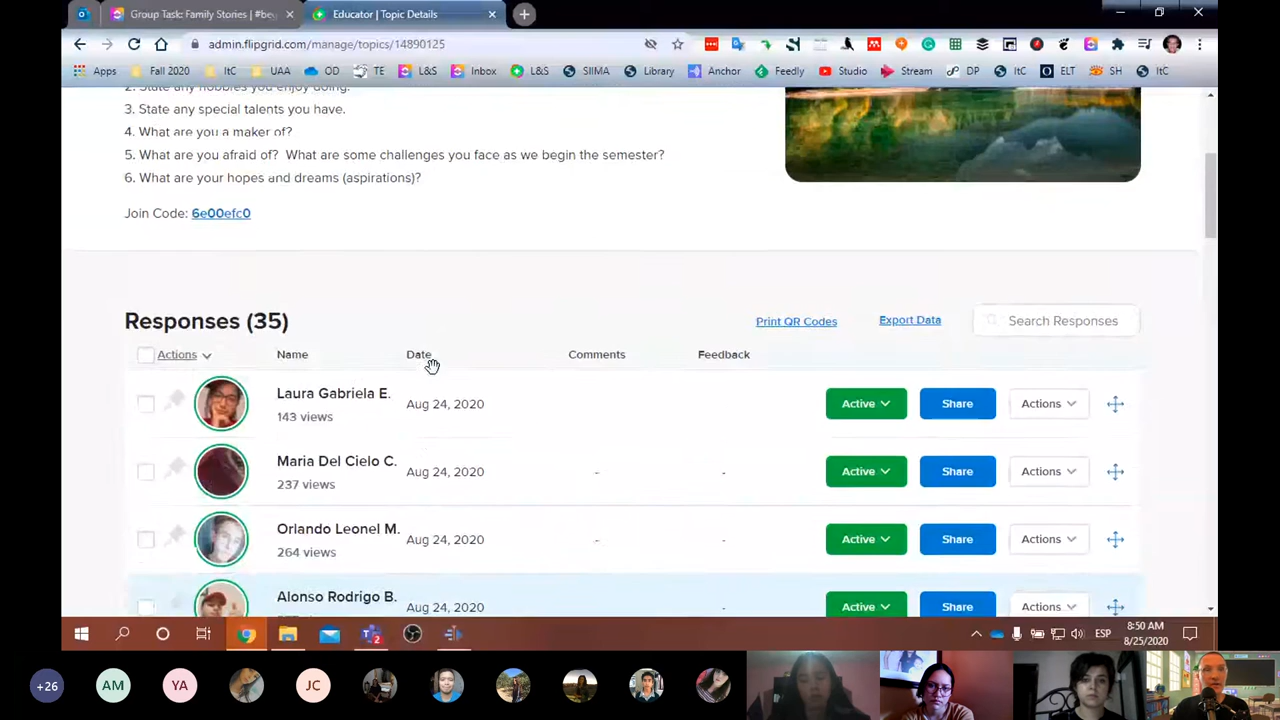 Group Task: Family Stories | #be
Educator | Topic Details
admin.flipgrid.com/manage/topics/14890125
Apps Fall 2020 ItC UAA OD TE L&S Inbox L&S SIIMA Library Anchor Feedly Studio Stream DP ItC ELT SH ItC
2. State any hobbies you enjoy doing.
3. State any special talents you have.
4. What are you a maker of?
5. What are you afraid of? What are some challenges you face as we begin the semester?
6. What are your hopes and dreams (aspirations)?
Join Code: 6e00efc0
Responses (35)
Print QR Codes
Export Data
Search Responses
Actions Name Date Comments Feedback
Laura Gabriela E.
143 views
Aug 24, 2020
Active Share Actions
Maria Del Cielo C.
237 views
Aug 24, 2020 - -
Active Share Actions
Orlando Leonel M.
264 views
Aug 24, 2020 - -
Active Share Actions
Alonso Rodrigo B.
Aug 24, 2020 -
Active Share Actions
ESP
8:50 AM
8/25/2020
+26 AM YA JC